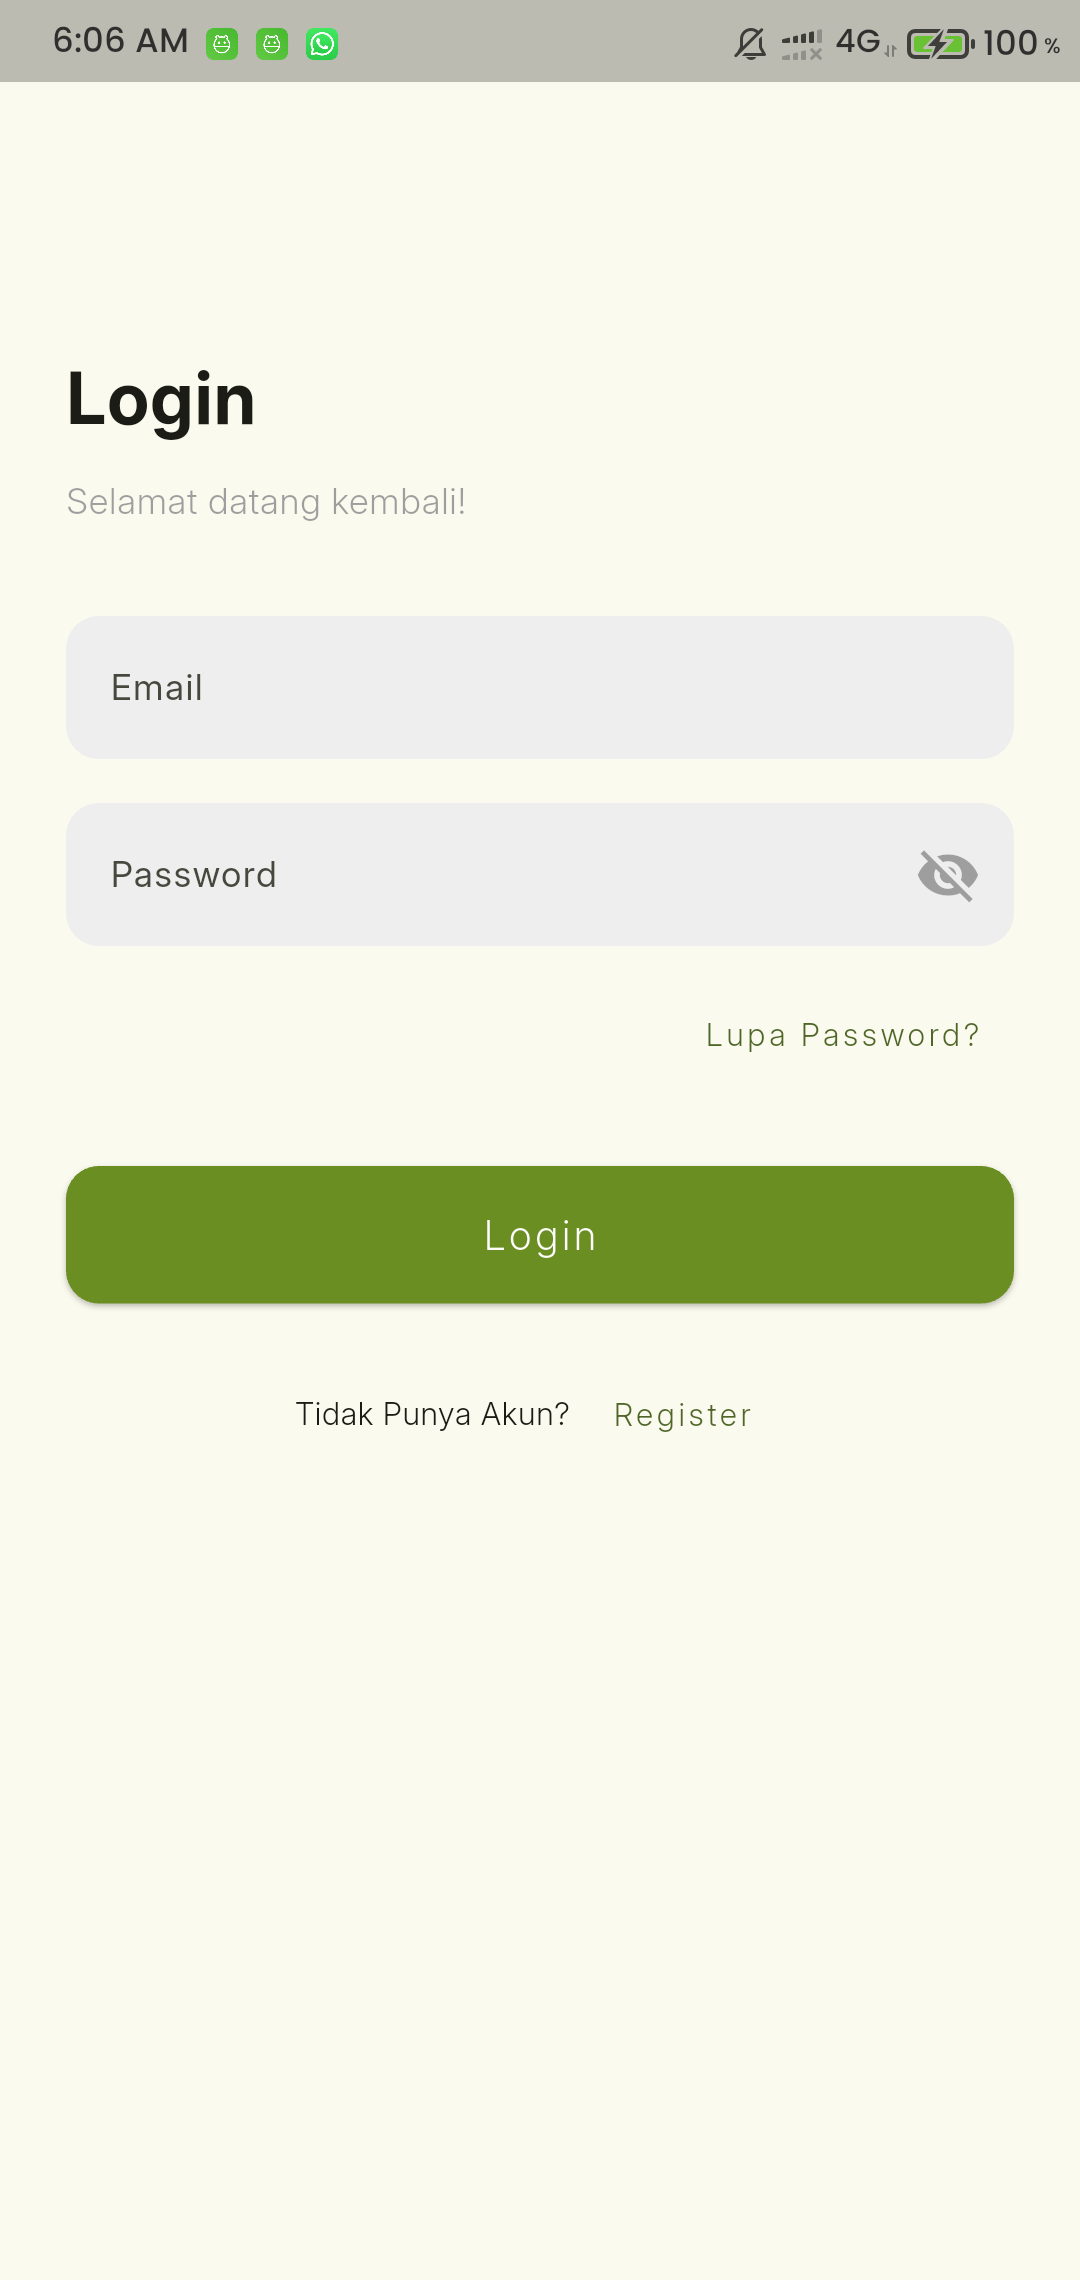 6:06 AM 4G 100 %
Login
Selamat datang kembali!
Email
Password
Lupa Password?
Login
Tidak Punya Akun? Register